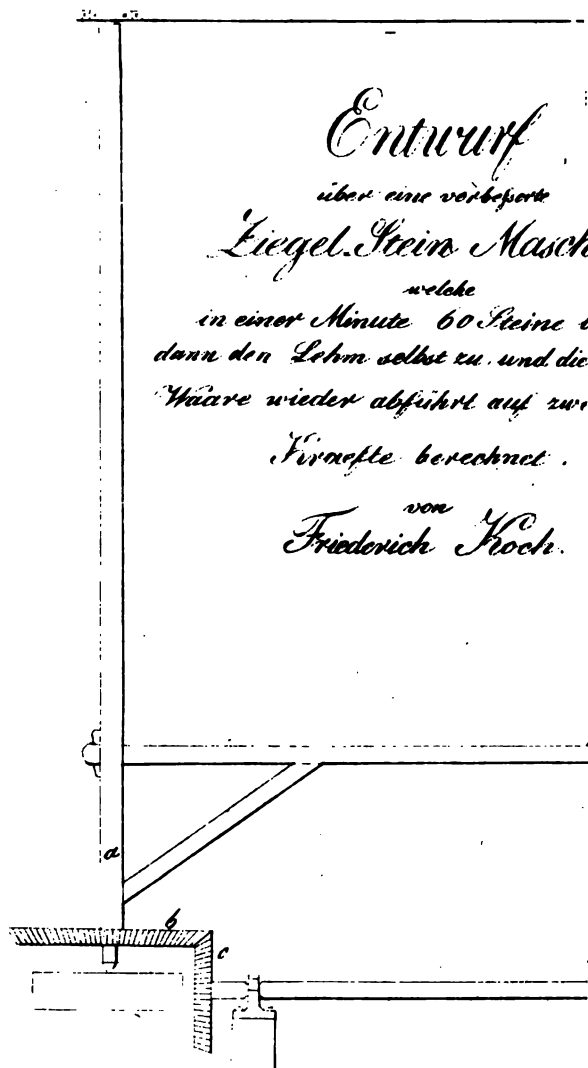 Entwurf
über eine vorbeßerte
Ziegel-Stein Masch
welche
in einer Minute 60 Steine
dann den Lehm selbst zu und die
Waare wieder abführt auf zwe
berechnet.
von
Friederich Koch.
a
b
c